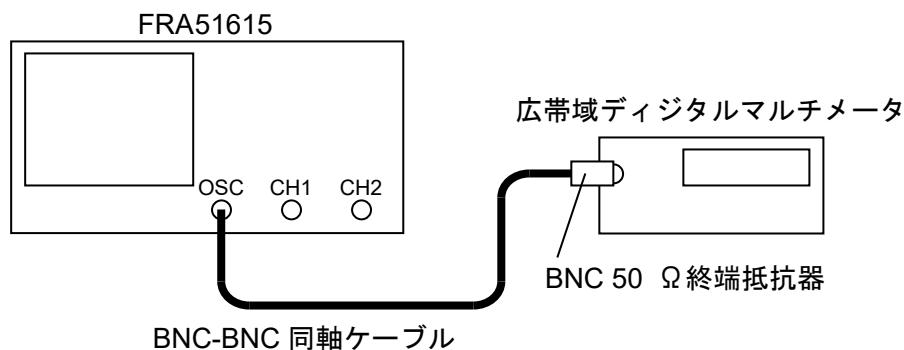 FRA51615
広帯域ディジタルマルチメータ
OSC CH1 CH2
BNC 50 Ω終端抵抗器
BNC-BNC 同軸ケーブル